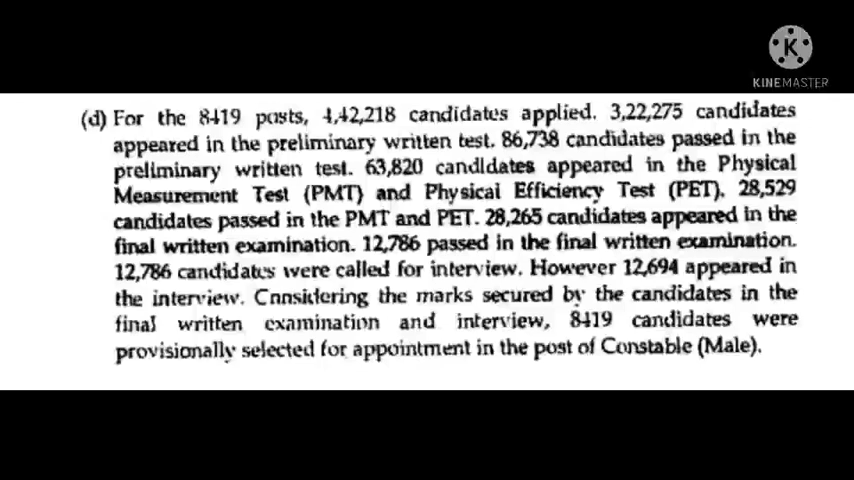 KINEMASTER
(d) For the 8419 posts, 4,42,218 candidates applied. 3,22,275 candidates
appeared in the preliminary written test. 86,738 candidates passed in the
preliminary written test. 63,820 candidates appeared in the Physical
Measurement Test (PMT) and Physical Efficiency Test (PET). 28,529
candidates passed in the PMT and PET. 28,265 candidates appeared in the
final written examination. 12,786 passed in the final written examination.
12,786 candidates were called for interview. However 12,694 appeared in
the interview. Considering the marks secured by the candidates in the
final written examination and interview, 8419 candidates were
provisionally selected for appointment in the post of Constable (Male).